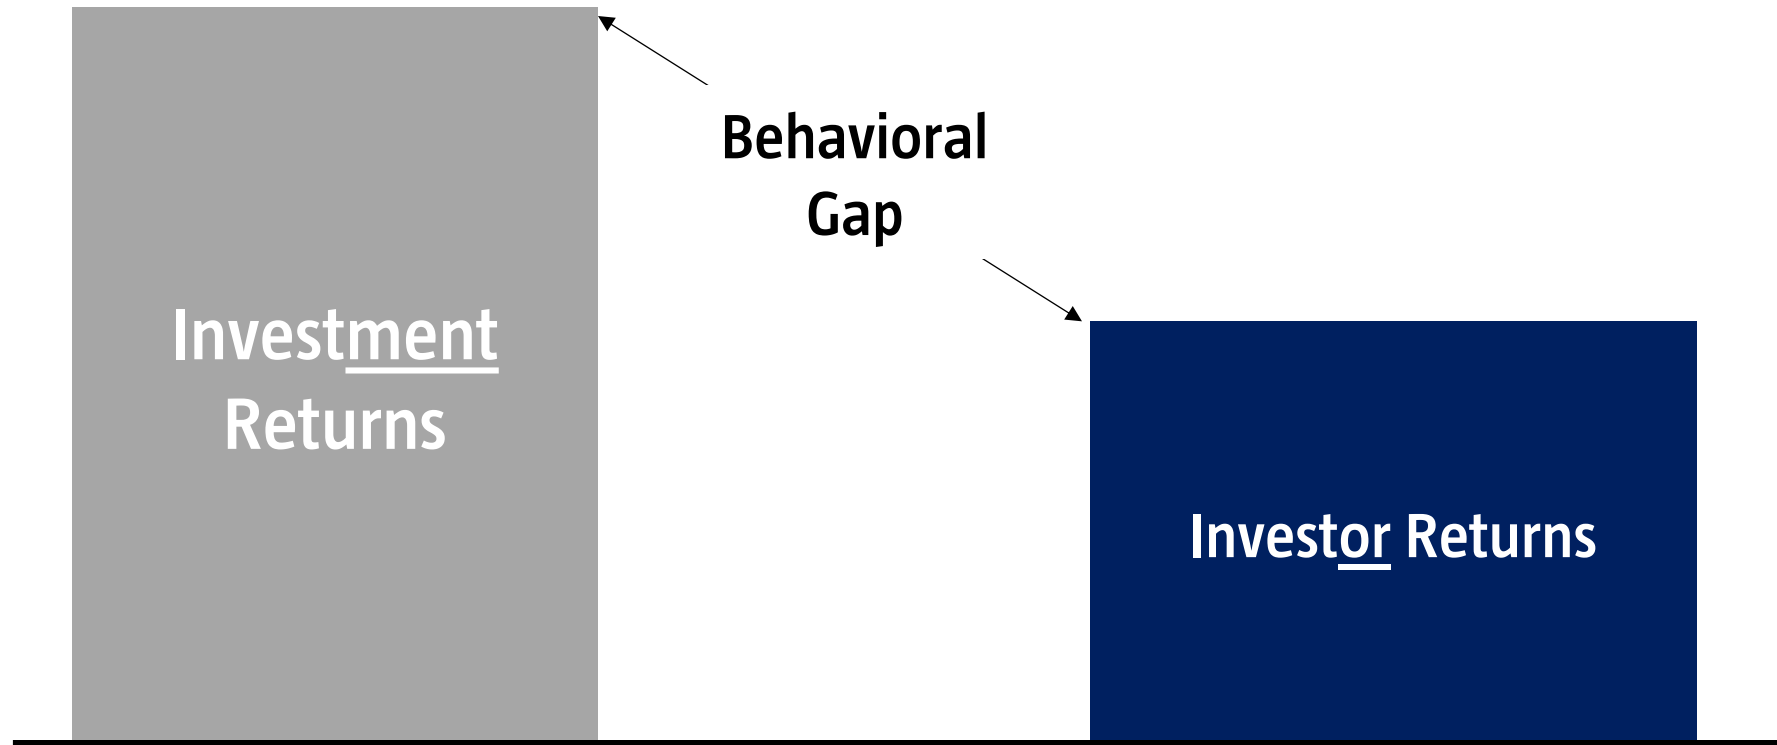 Behavioral
Gap
Investment
Returns
Investor Returns